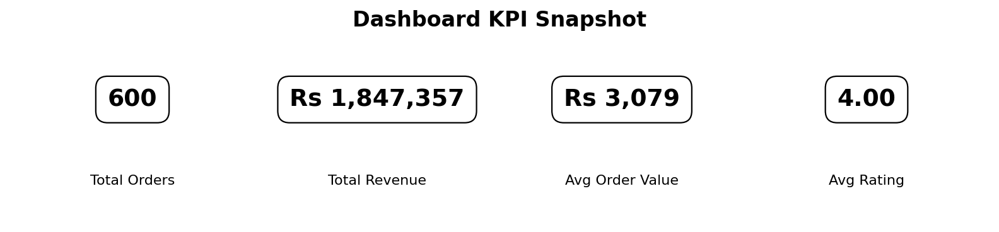 Dashboard KPI Snapshot
600
Rs 1,847,357
Rs 3,079
4.00
Total Orders
Total Revenue
Avg Order Value
Avg Rating